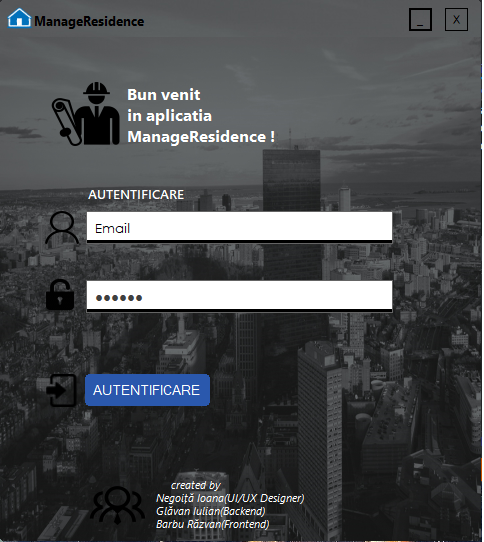 ManageResidence
_ X
Bun venit
in aplicatia
ManageResidence !
AUTENTIFICARE
Email
●●●●●●
AUTENTIFICARE
created by
Negoiță Ioana(UI/UX Designer)
Glăvan Iulian(Backend)
Barbu Răzvan(Frontend)